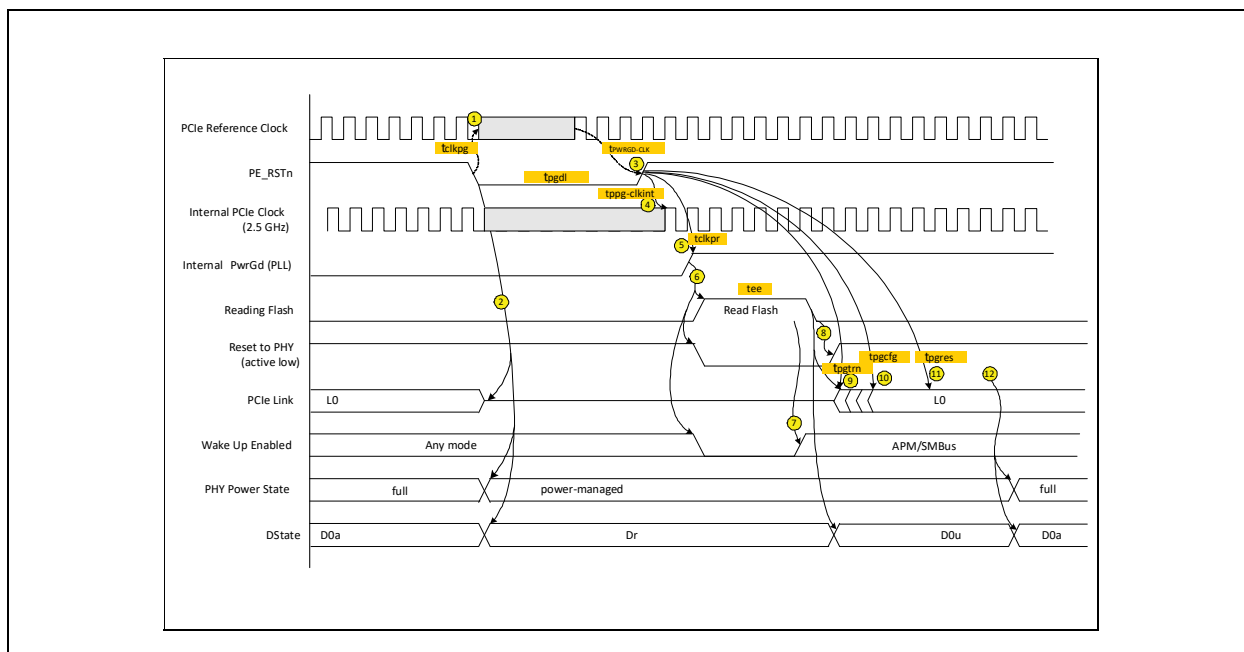 1
PCIe Reference Clock
tclkpg
tPWRGD-CLK
3
PE_RSTn
tpgdl
tppg-clkint
4
Internal PCIe Clock
(2.5 GHz)
5
tclkpr
Internal PwrGd (PLL)
6
tee
2
Reading Flash
Read Flash
8
Reset to PHY
(active low)
tpgcfg
tpgres
tpgtrn
9
10
11
12
PCIe Link
L0
L0
7
Wake Up Enabled
Any mode
APM/SMBus
PHY Power State
full
power-managed
full
DState
D0a
Dr
D0u
D0a